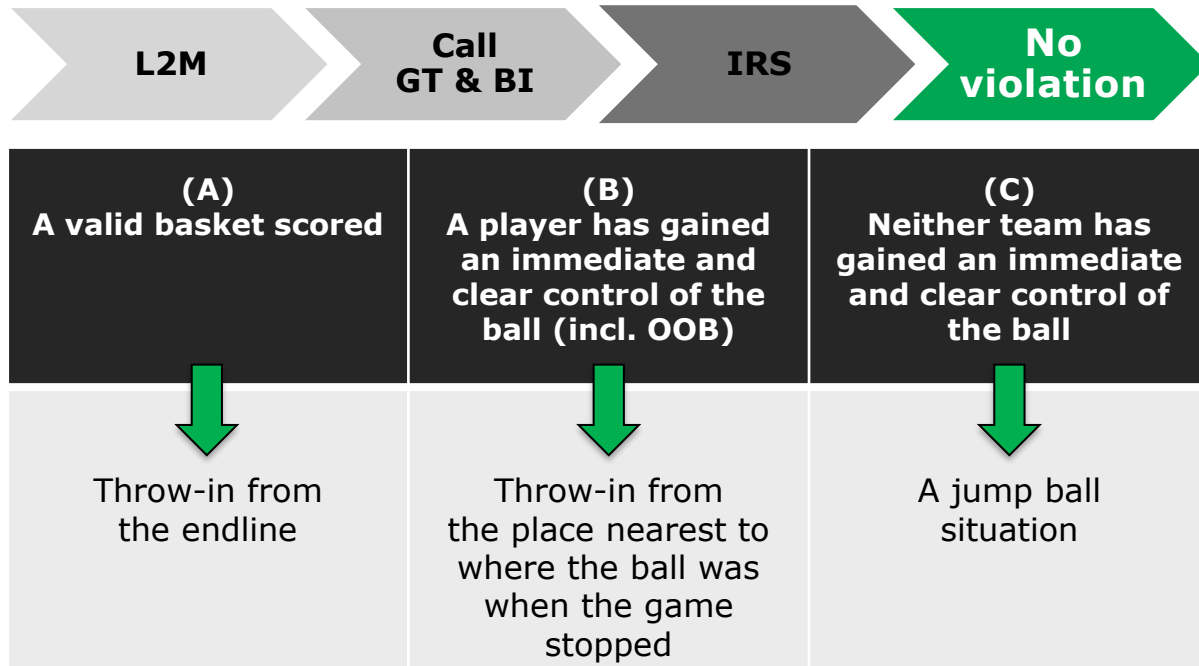 L2M
Call
GT & BI
IRS
No
violation
(A)
A valid basket scored
(B)
A player has gained
an immediate and
clear control of the
ball (incl. OOB)
(C)
Neither team has
gained an immediate
and clear control of
the ball
Throw-in from
the endline
Throw-in from
the place nearest to
where the ball was
when the game
stopped
A jump ball
situation